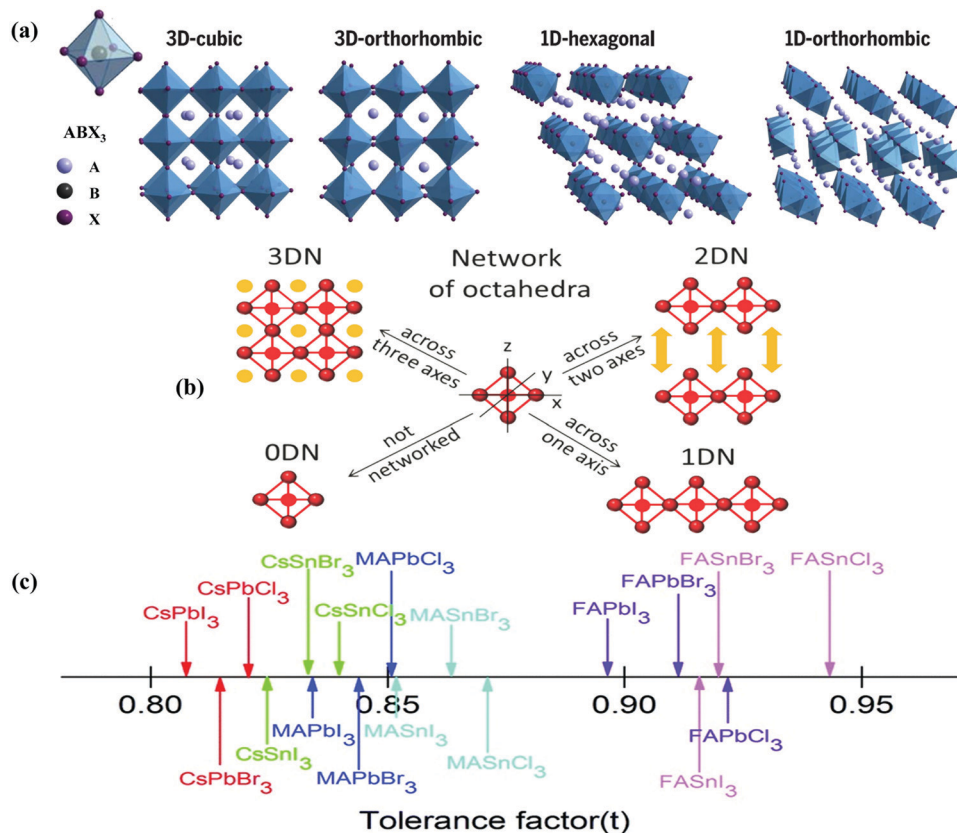 (a)
3D-cubic
3D-orthorhombic
1D-hexagonal
1D-orthorhombic
ABX3
A
B
X
(b)
3DN
Network
of octahedra
2DN
across
three axes
across
two axes
z
y
x
not
networked
across
one axis
0DN
1DN
(c)
CsSnBr3
MAPbCl3
FASnBr3
FASnCl3
CsPbCl3
FAPbBr3
CsPbI3
CsSnCl3
MASnBr3
FAPbI3
0.80
0.85
0.90
0.95
CsSnI3
MAPbI3
MASnI3
FAPbCl3
CsPbBr3
MAPbBr3
MASnCl3
FASnI3
Tolerance factor(t)